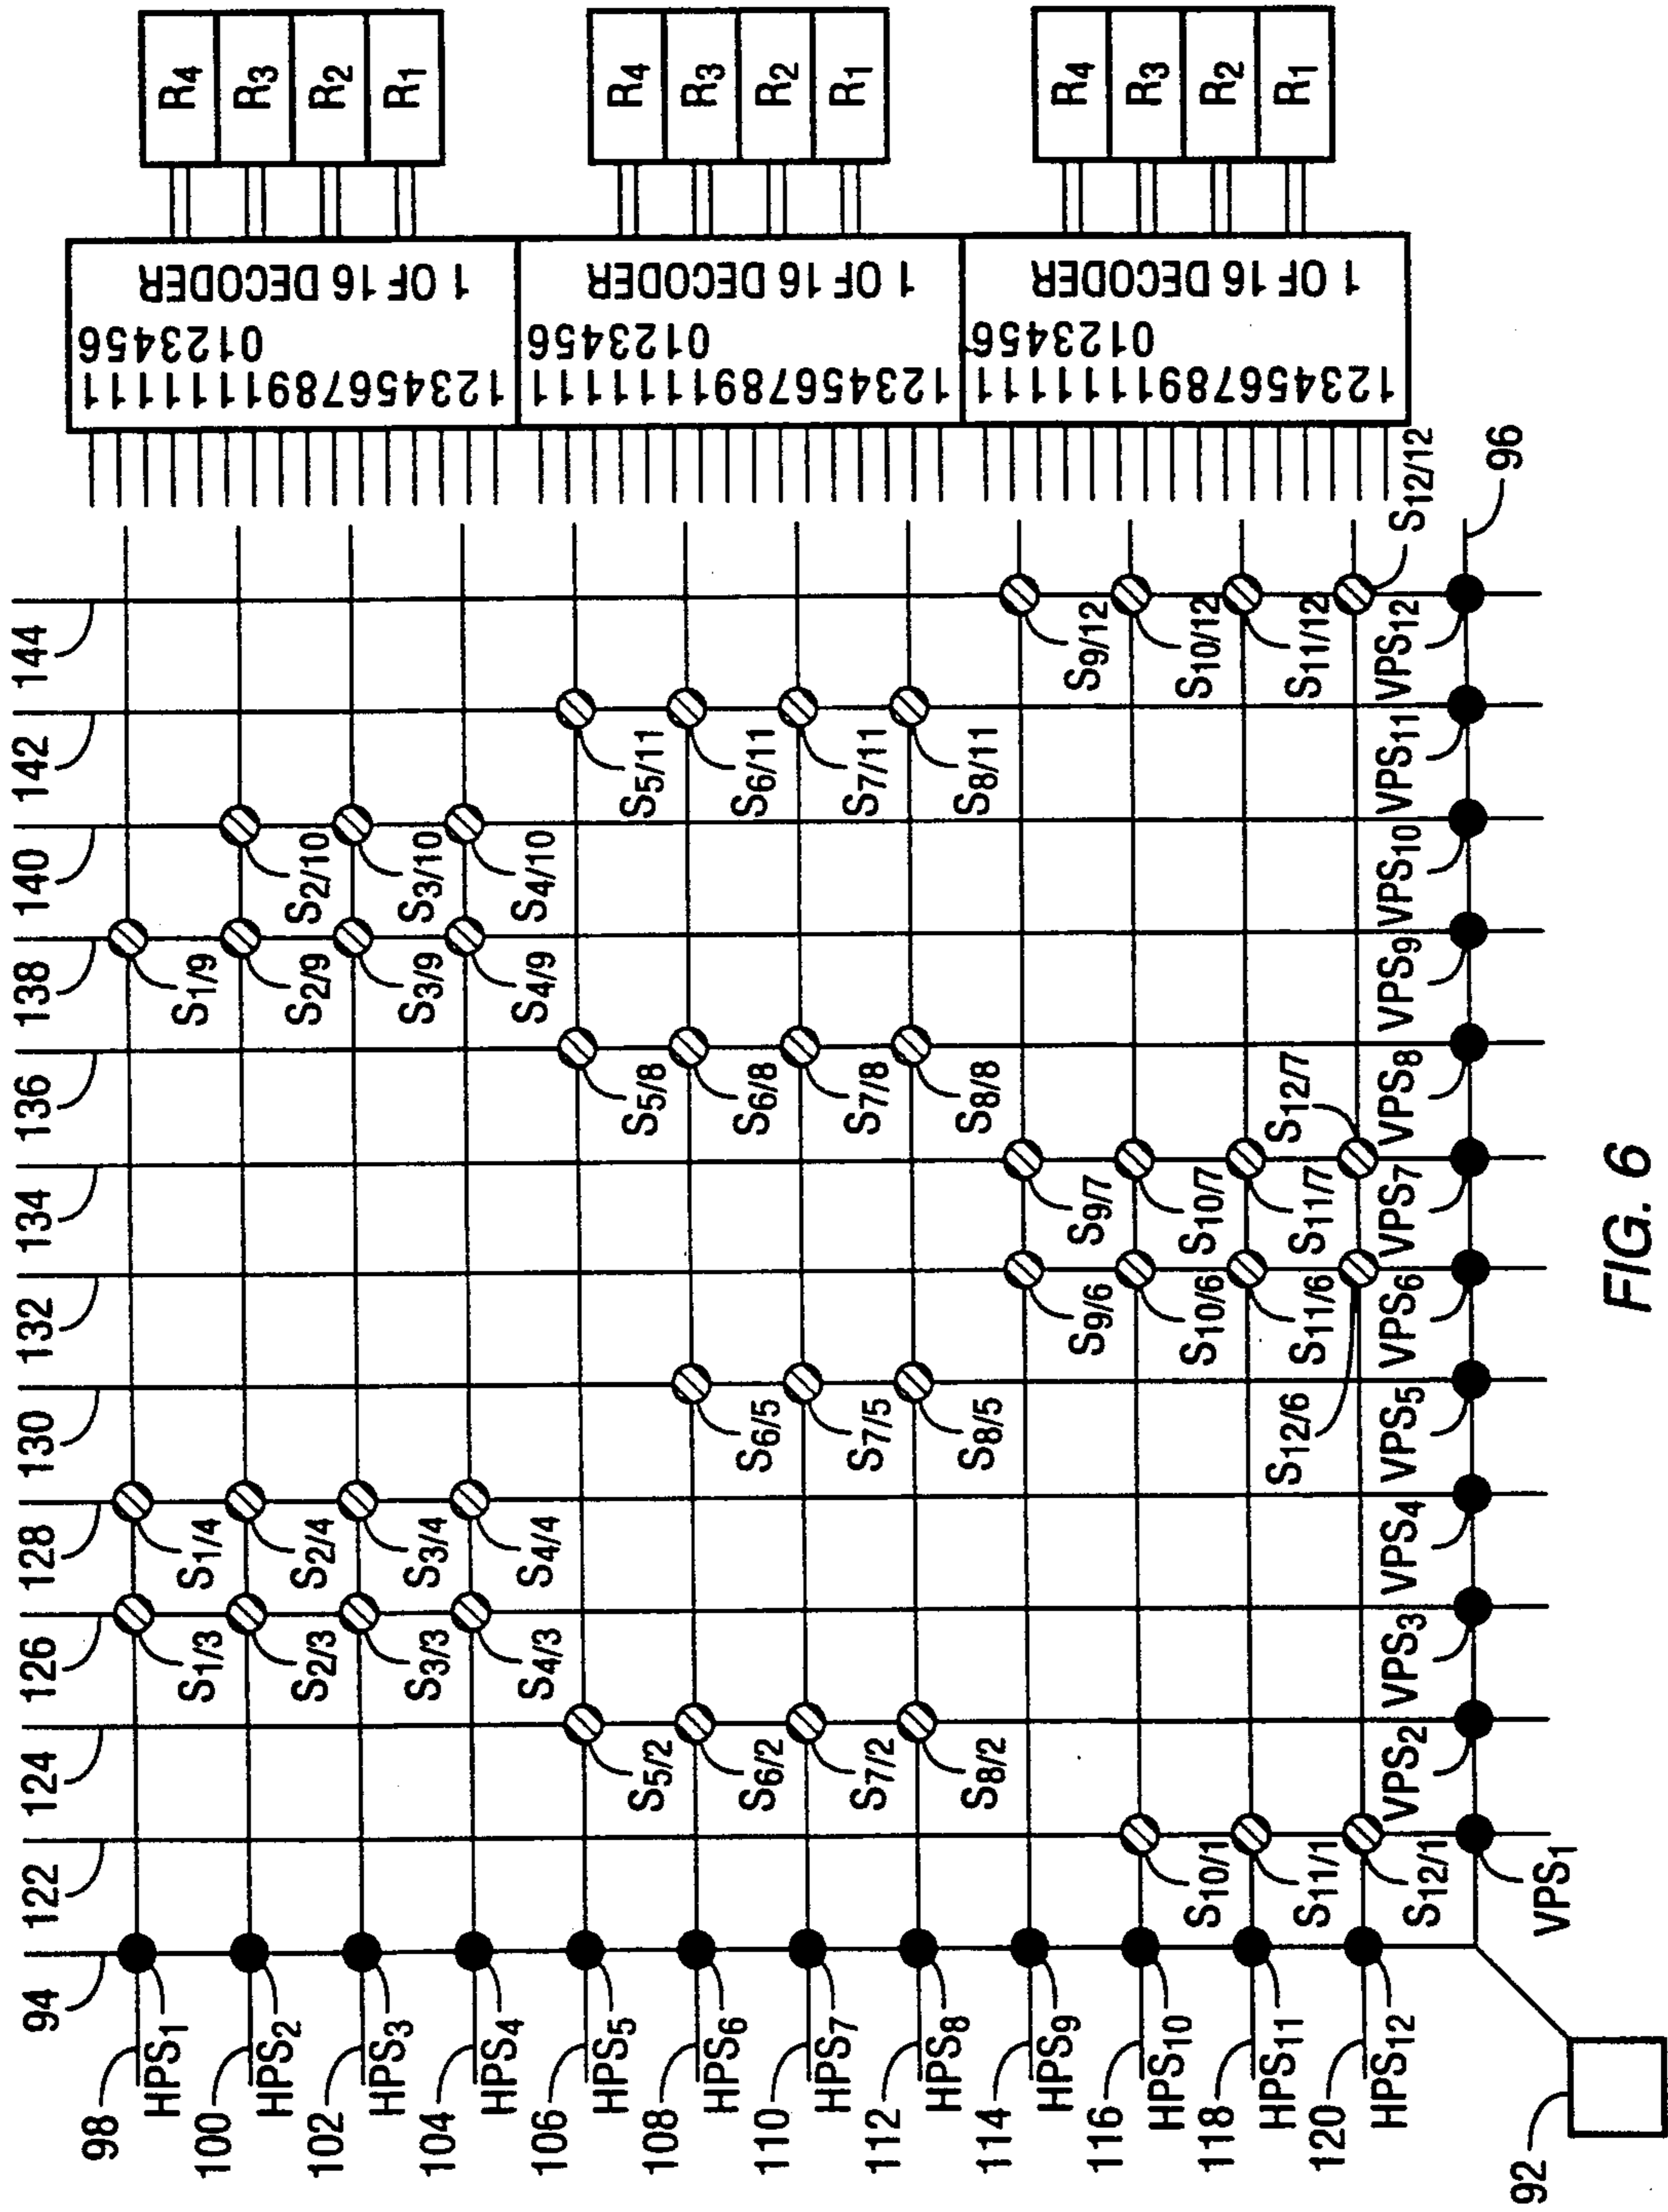 94
122
124
126
128
130
132
134
136
138
140
142
144
98
HPS1
100
HPS2
102
HPS3
104
HPS4
106
HPS5
108
HPS6
110
HPS7
112
HPS8
114
HPS9
116
HPS10
118
HPS11
120
HPS12
92
S1/3
S1/4
S1/9
S2/3
S2/4
S2/9
S2/10
S3/3
S3/4
S3/9
S3/10
S4/3
S4/4
S4/9
S4/10
S5/2
S5/8
S5/11
S6/2
S6/5
S6/8
S6/11
S7/2
S7/5
S7/8
S7/11
S8/2
S8/5
S8/8
S8/11
S9/6
S9/7
S9/12
S10/1
S10/6
S10/7
S10/12
S11/1
S11/6
S11/7
S11/12
S12/1
S12/6
S12/7
S12/12
VPS1
VPS2
VPS3
VPS4
VPS5
VPS6
VPS7
VPS8
VPS9
VPS10
VPS11
VPS12
96
1234567891111111
0123456
1 OF 16 DECODER
R4
R3
R2
R1
1234567891111111
0123456
1 OF 16 DECODER
R4
R3
R2
R1
1234567891111111
0123456
1 OF 16 DECODER
R4
R3
R2
R1
FIG. 6